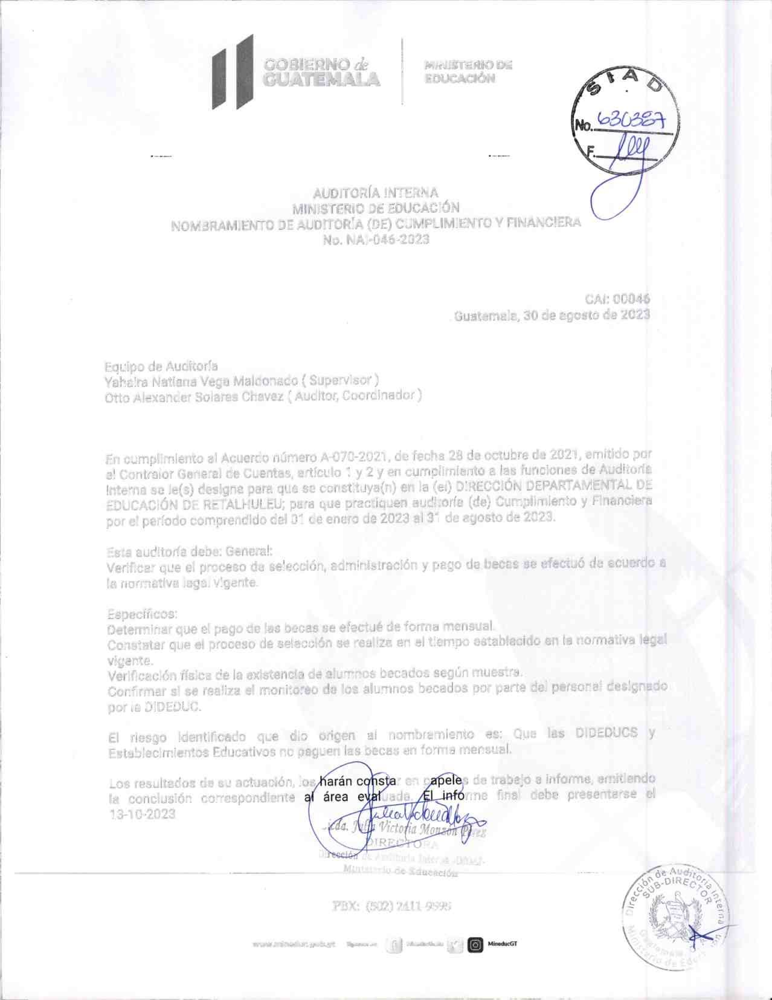 GOBIERNO de
GUATEMALA
MINISTERIO DE
EDUCACIÓN
SIAD
No. 630387
F.
AUDITORÍA INTERNA
MINISTERIO DE EDUCACIÓN
NOMBRAMIENTO DE AUDITORÍA (DE) CUMPLIMIENTO Y FINANCIERA
No. NAI-046-2023
CAI: 00046
Guatemala, 30 de agosto de 2023
Equipo de Auditoría
Yahaira Natiana Vega Maldonado ( Supervisor )
Otto Alexander Solares Chavez ( Auditor, Coordinador )
En cumplimiento al Acuerdo número A-070-2021, de fecha 28 de octubre de 2021, emitido por
el Contralor General de Cuentas, artículo 1 y 2 y en cumplimiento a las funciones de Auditoría
Interna se le(s) designa para que se constituya(n) en la (el) DIRECCIÓN DEPARTAMENTAL DE
EDUCACIÓN DE RETALHULEU; para que practiquen auditoría (de) Cumplimiento y Financiera
por el período comprendido del 01 de enero de 2023 al 31 de agosto de 2023.
Esta auditoría debe: General:
Verificar que el proceso de selección, administración y pago de becas se efectuó de acuerdo a
la normativa legal vigente.
Específicos:
Determinar que el pago de las becas se efectué de forma mensual.
Constatar que el proceso de selección se realiza en el tiempo establecido en la normativa legal
vigente.
Verificación física de la existencia de alumnos becados según muestra.
Confirmar si se realiza el monitoreo de los alumnos becados por parte del personal designado
por la DIDEDUC.
El riesgo identificado que dio origen al nombramiento es: Que las DIDEDUCS y
Establecimientos Educativos no paguen las becas en forma mensual.
Los resultados de su actuación, los harán constar en papeles de trabajo e informe, emitiendo
la conclusión correspondiente al área evaluada. El informe final debe presentarse el
13-10-2023
Licda. Julia Victoria Monzón Pérez
DIRECTORA
Dirección de Auditoría Interna -DIDAI-
Ministerio de Educación
PBX: (502) 2411-9595
www.mineduc.gob.gt Síguenos en: MineducGT
Dirección de Auditoría Interna
SUB-DIRECTOR
Guatemala, C.A.
Ministerio de Educación